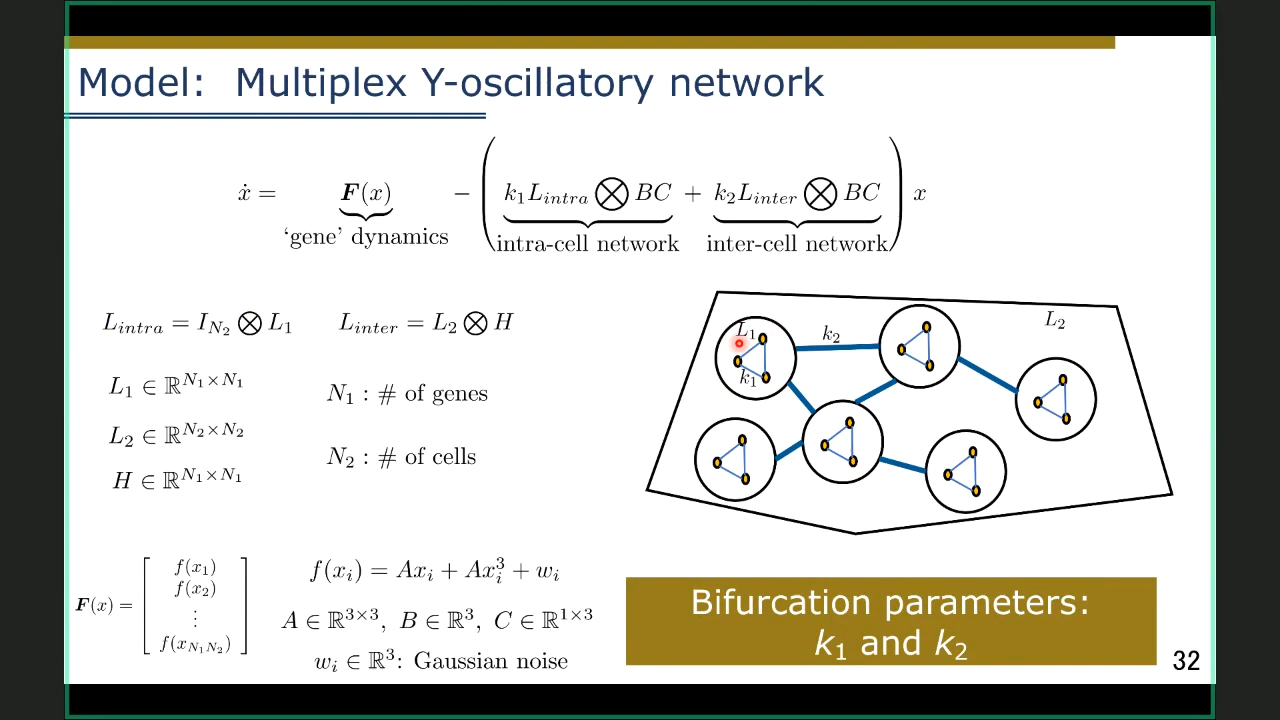 Model: Multiplex Y-oscillatory network
ẋ = F(x) − ( k₁L_intra ⨂ BC + k₂L_inter ⨂ BC ) x
‘gene’ dynamics intra-cell network inter-cell network
L_intra = I_{N₂} ⨂ L₁ L_inter = L₂ ⨂ H
L₁ ∈ ℝ^{N₁×N₁}
N₁ : # of genes
L₂ ∈ ℝ^{N₂×N₂}
N₂ : # of cells
H ∈ ℝ^{N₁×N₁}
L₁
k₁
k₂
L₂
F(x) = [ f(x₁) f(x₂) ⋮ f(x_{N₁N₂}) ]
f(xᵢ) = Axᵢ + Axᵢ³ + wᵢ
A ∈ ℝ^{3×3}, B ∈ ℝ³, C ∈ ℝ^{1×3}
wᵢ ∈ ℝ³: Gaussian noise
Bifurcation parameters:
k₁ and k₂
32